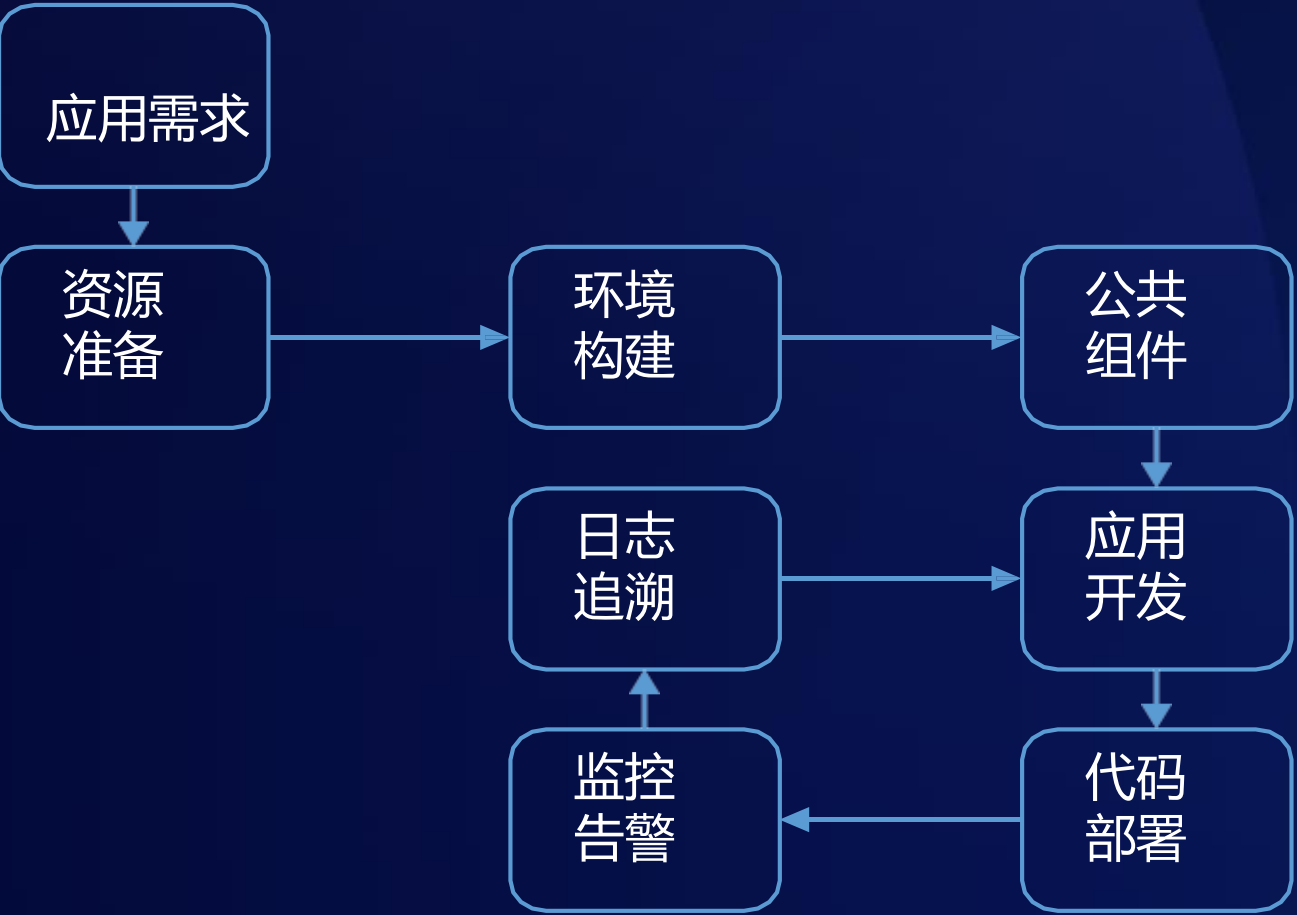 应用需求
资源
准备
环境
构建
公共
组件
日志
追溯
应用
开发
监控
告警
代码
部署